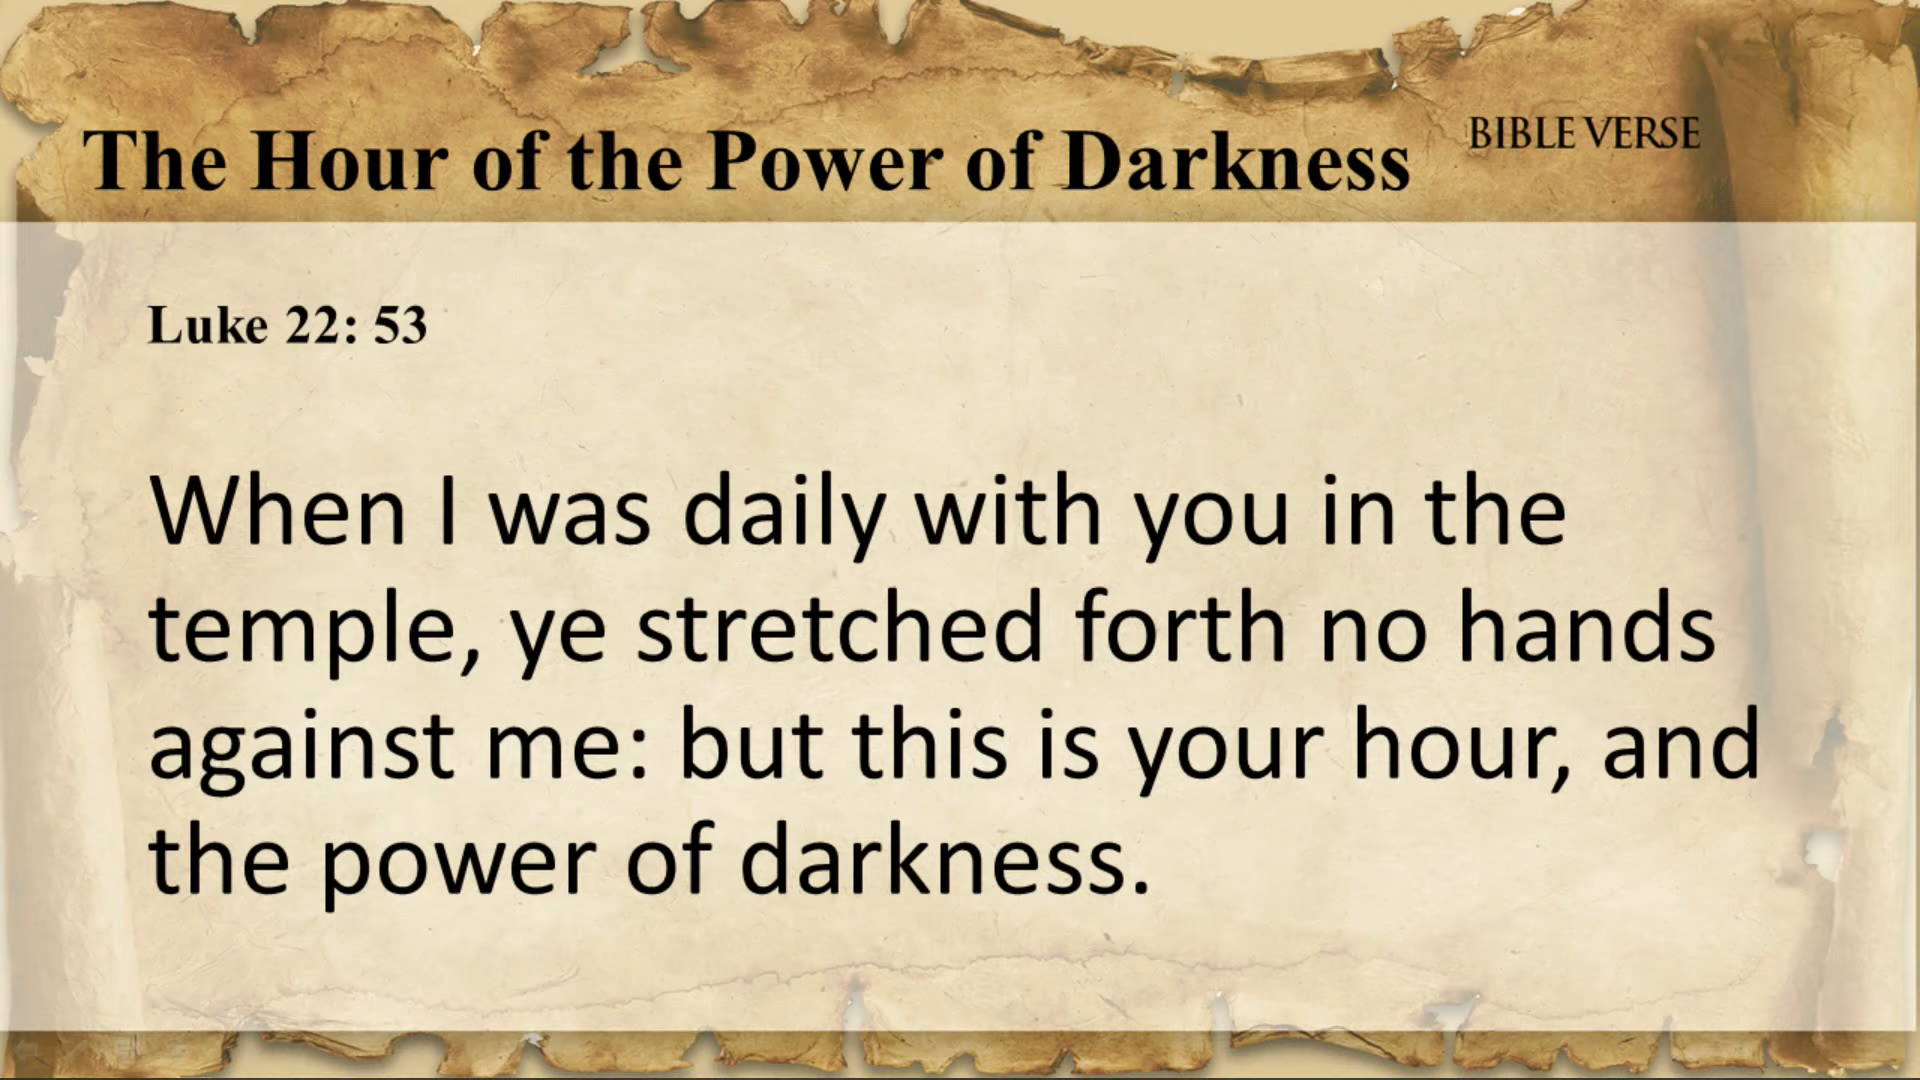 The Hour of the Power of Darkness
BIBLE VERSE
Luke 22: 53
When I was daily with you in the
temple, ye stretched forth no hands
against me: but this is your hour, and
the power of darkness.